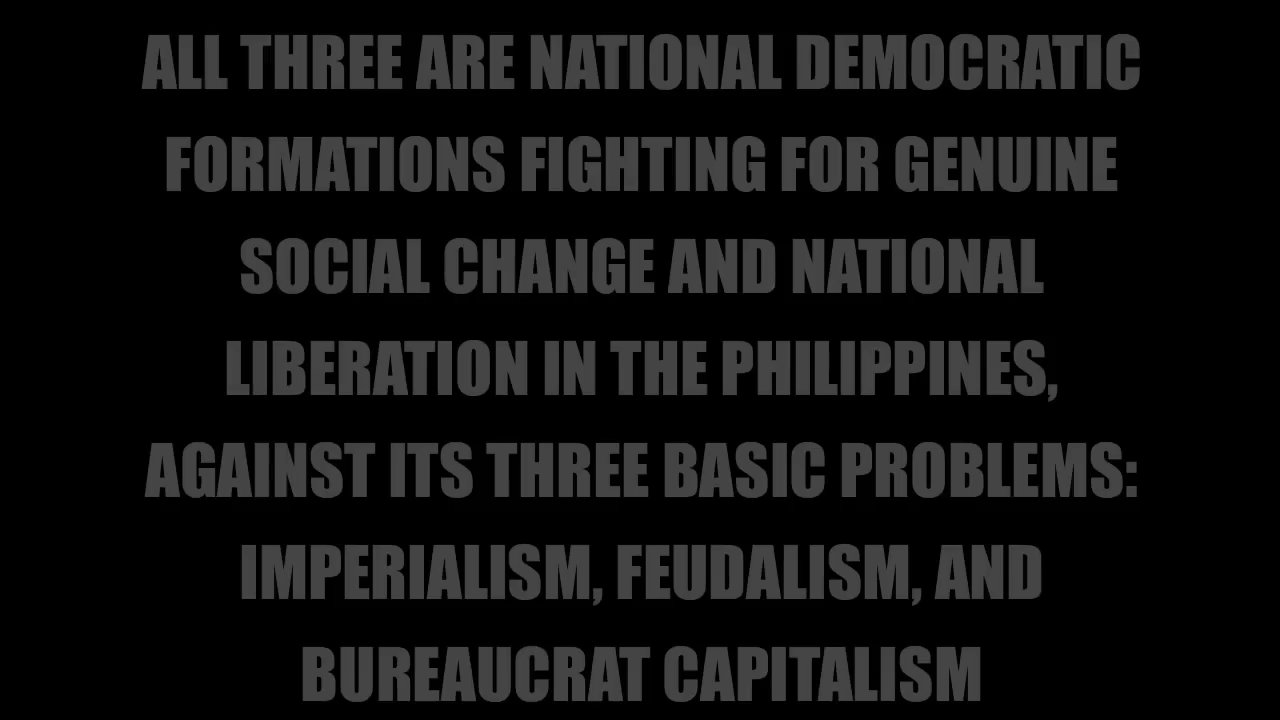 ALL THREE ARE NATIONAL DEMOCRATIC
FORMATIONS FIGHTING FOR GENUINE
SOCIAL CHANGE AND NATIONAL
LIBERATION IN THE PHILIPPINES,
AGAINST ITS THREE BASIC PROBLEMS:
IMPERIALISM, FEUDALISM, AND
BUREAUCRAT CAPITALISM